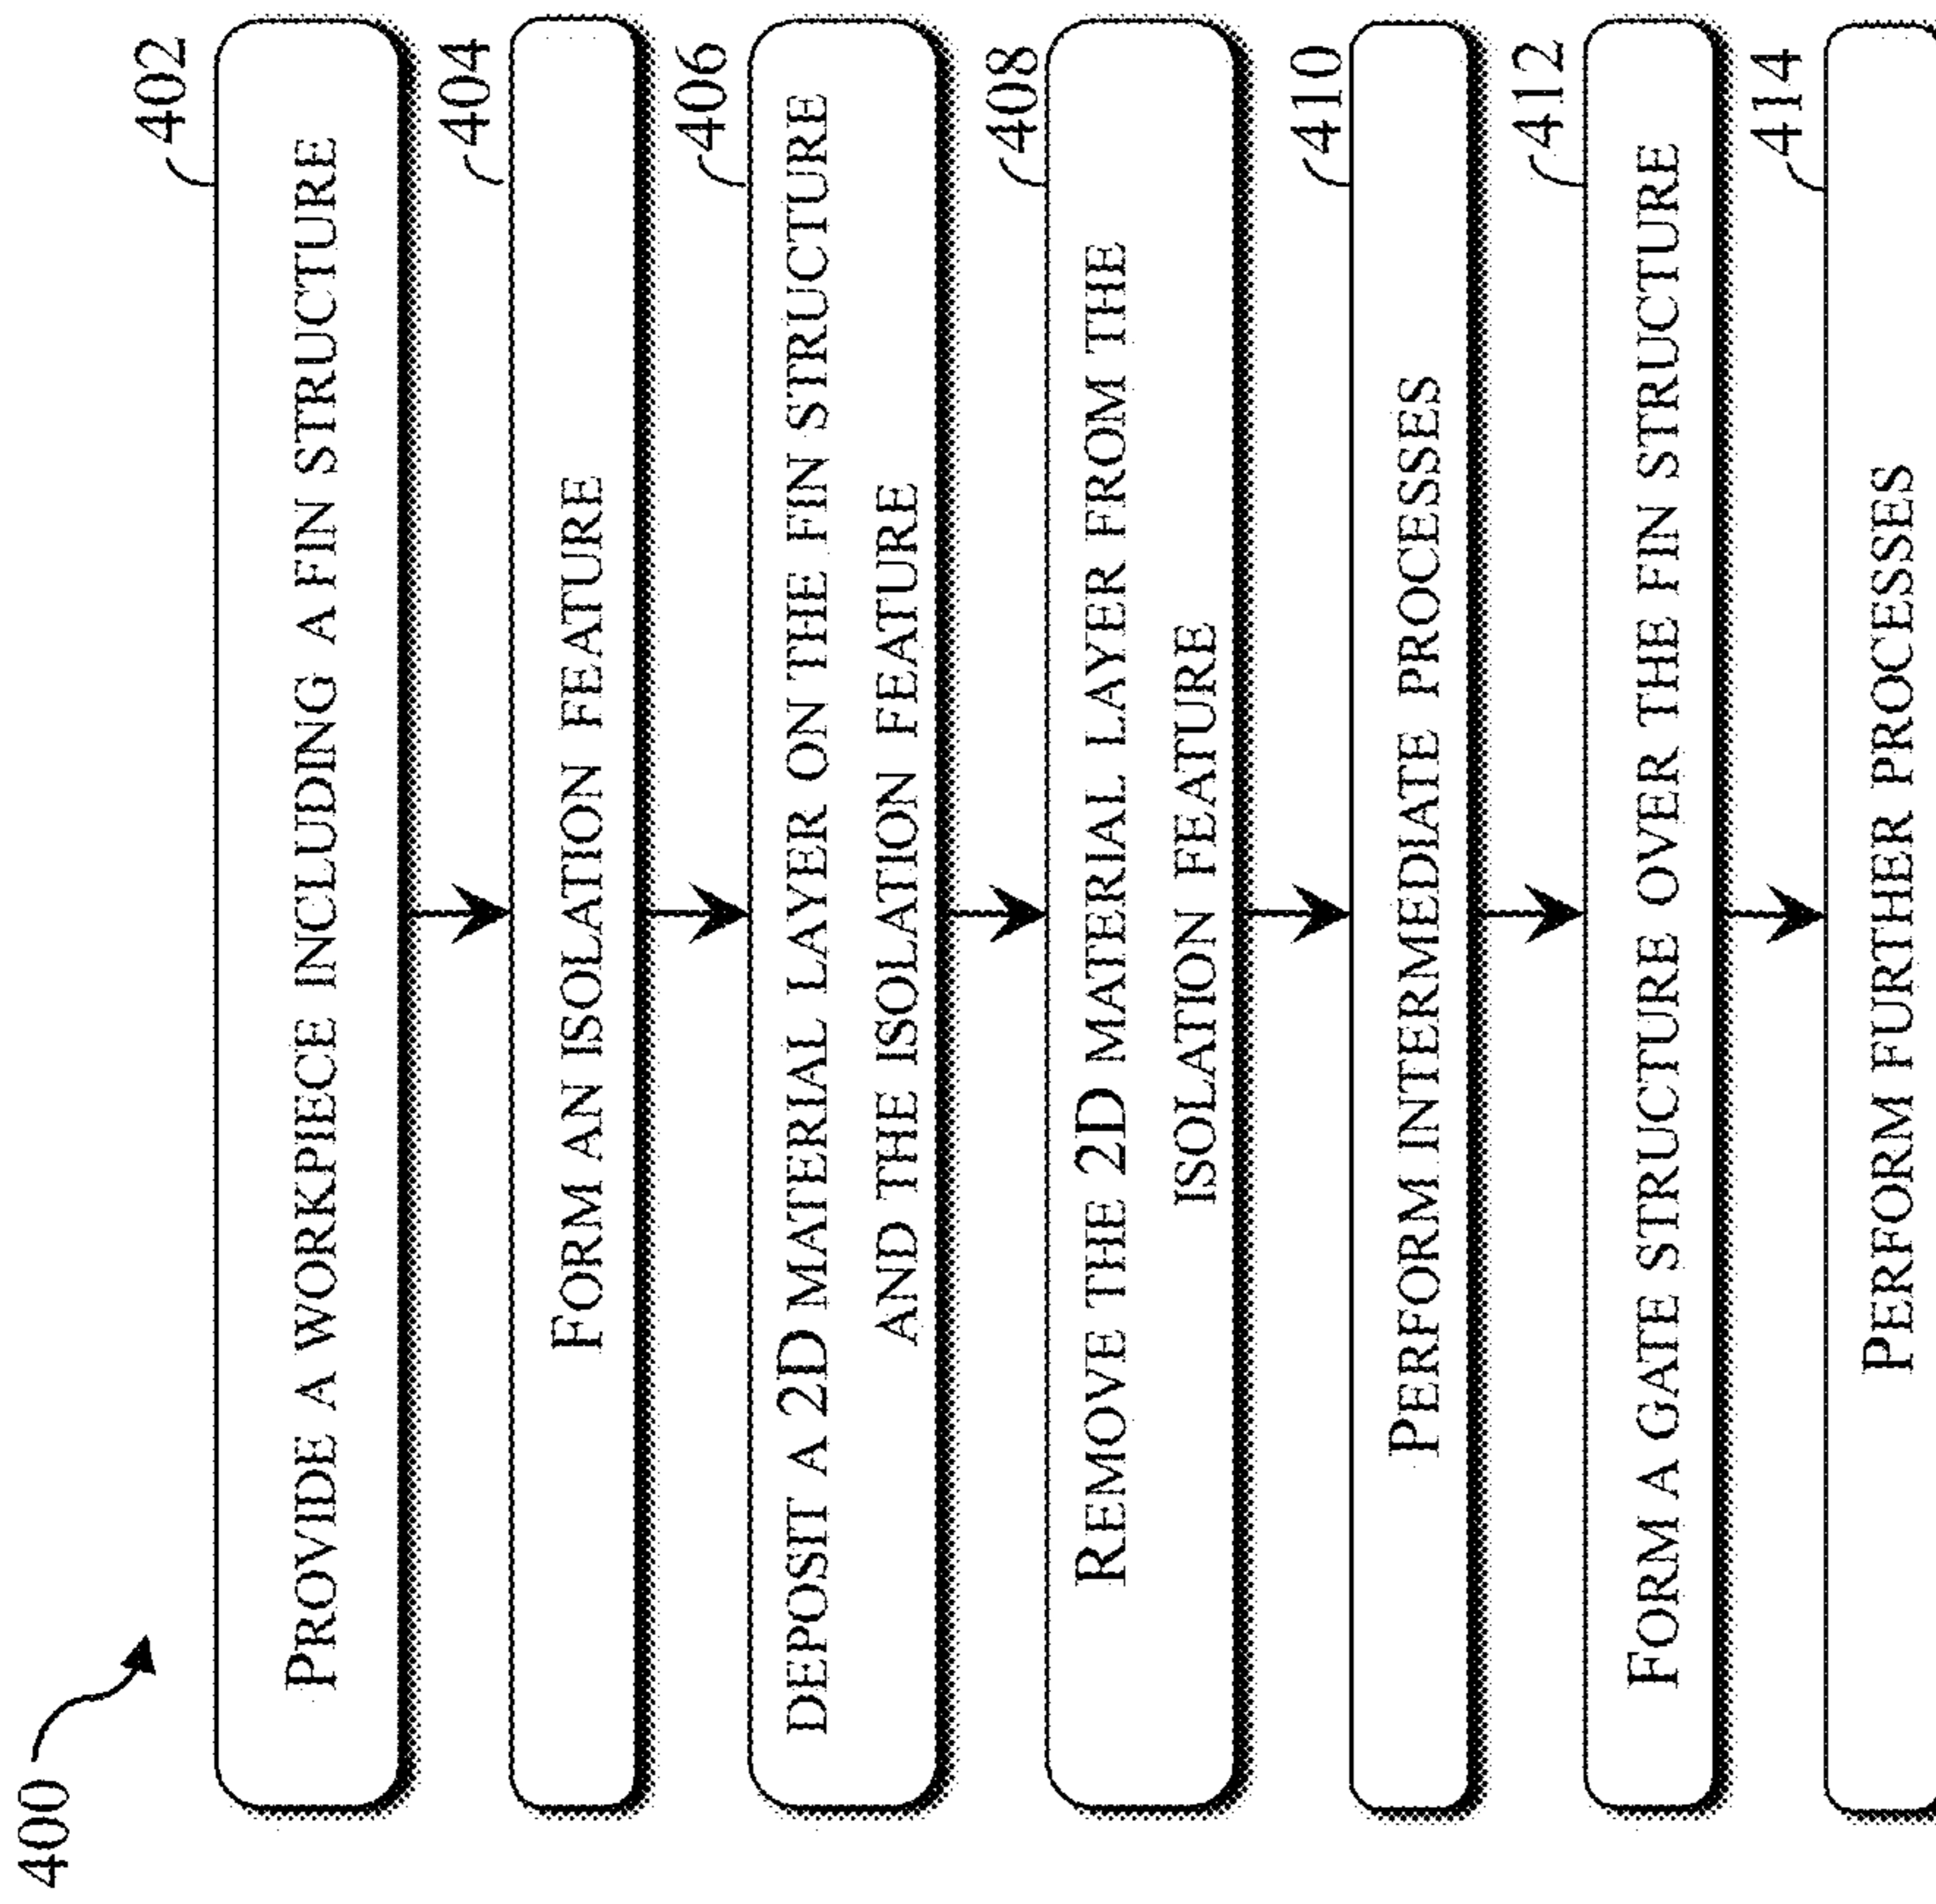 400
402
PROVIDE A WORKPIECE INCLUDING A FIN STRUCTURE
404
FORM AN ISOLATION FEATURE
406
DEPOSIT A 2D MATERIAL LAYER ON THE FIN STRUCTURE
AND THE ISOLATION FEATURE
408
REMOVE THE 2D MATERIAL LAYER FROM THE
ISOLATION FEATURE
410
PERFORM INTERMEDIATE PROCESSES
412
FORM A GATE STRUCTURE OVER THE FIN STRUCTURE
414
PERFORM FURTHER PROCESSES